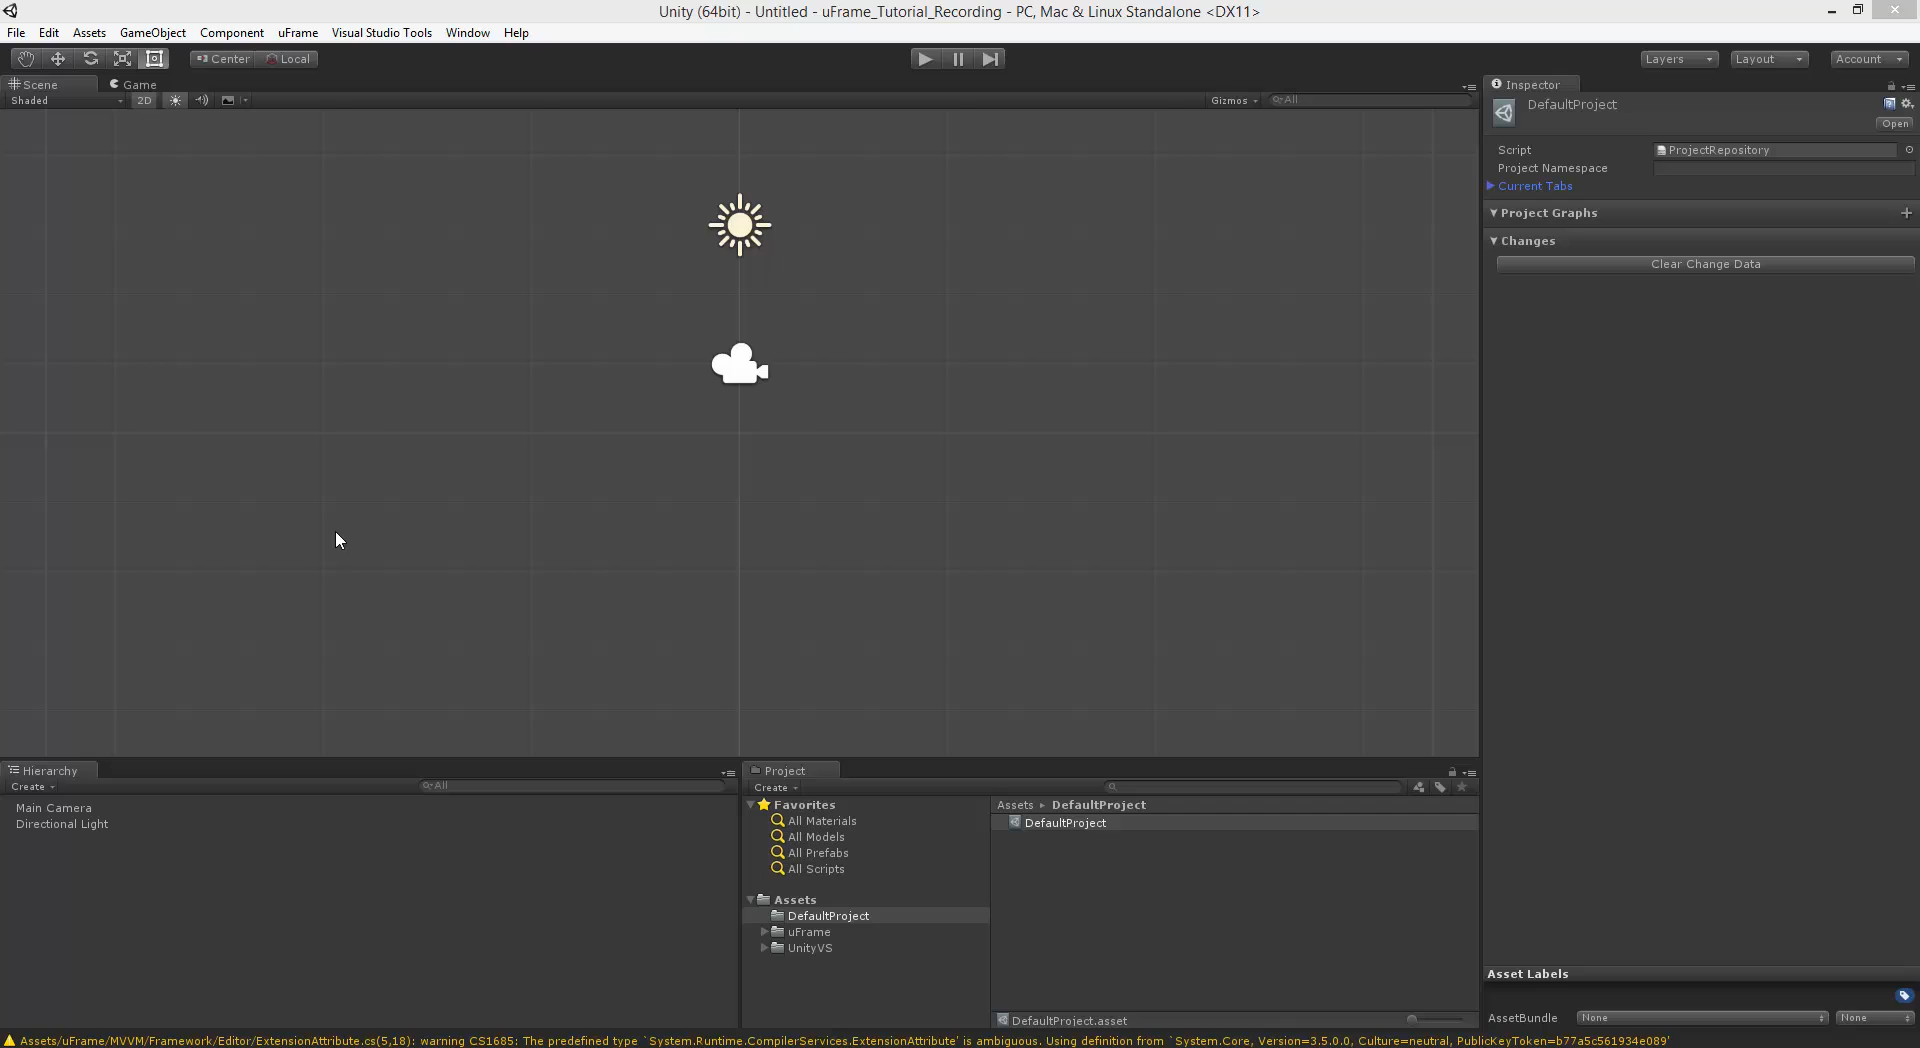 Unity (64bit) - Untitled - uFrame_Tutorial_Recording - PC, Mac & Linux Standalone <DX11>
File Edit Assets GameObject Component uFrame Visual Studio Tools Window Help
Center Local Layers Layout Account
Scene Game
Shaded 2D Gizmos All
Inspector
DefaultProject
Open
Script ProjectRepository
Project Namespace
Current Tabs
Project Graphs
Changes
Clear Change Data
Hierarchy
Create All
Main Camera
Directional Light
Project
Create
Favorites
All Materials
All Models
All Prefabs
All Scripts
Assets
DefaultProject
uFrame
UnityVS
Assets DefaultProject
DefaultProject
DefaultProject.asset
Asset Labels
AssetBundle None None
Assets/uFrame/MVVM/Framework/Editor/ExtensionAttribute.cs(5,18): warning CS1685: The predefined type `System.Runtime.CompilerServices.ExtensionAttribute' is ambiguous. Using definition from `System.Core, Version=3.5.0.0, Culture=neutral, PublicKeyToken=b77a5c561934e089'